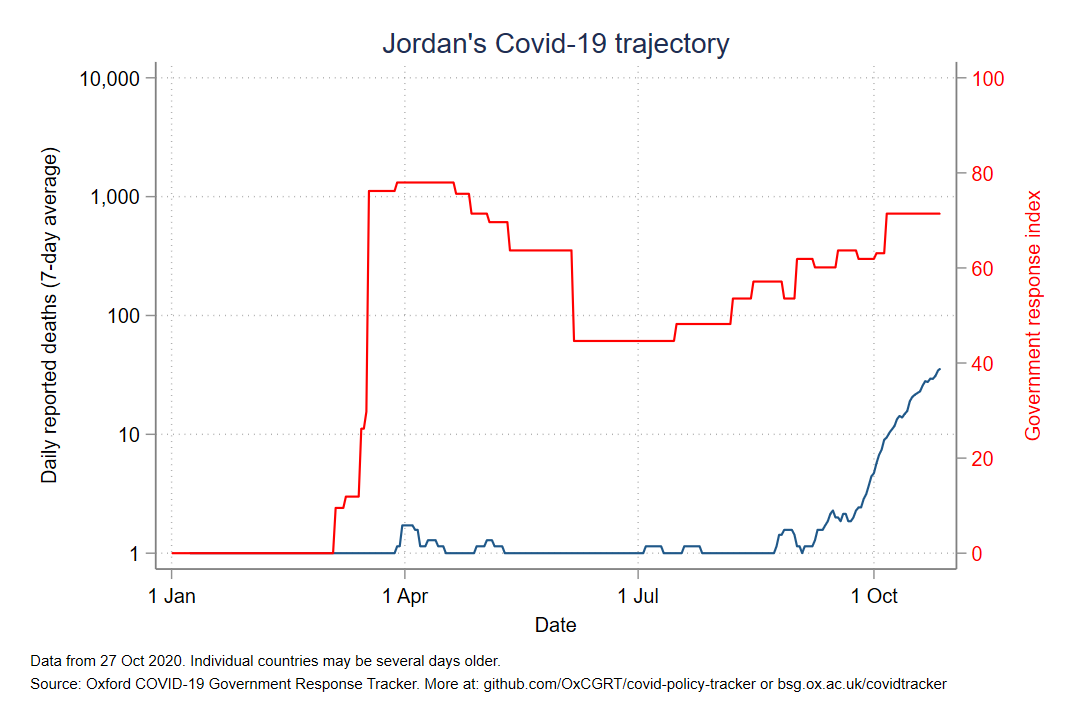 Jordan's Covid-19 trajectory
10,000
1,000
100
10
1
Daily reported deaths (7-day average)
100
80
60
40
20
0
Government response index
1 Jan
1 Apr
1 Jul
1 Oct
Date
Data from 27 Oct 2020. Individual countries may be several days older.
Source: Oxford COVID-19 Government Response Tracker. More at: github.com/OxCGRT/covid-policy-tracker or bsg.ox.ac.uk/covidtracker